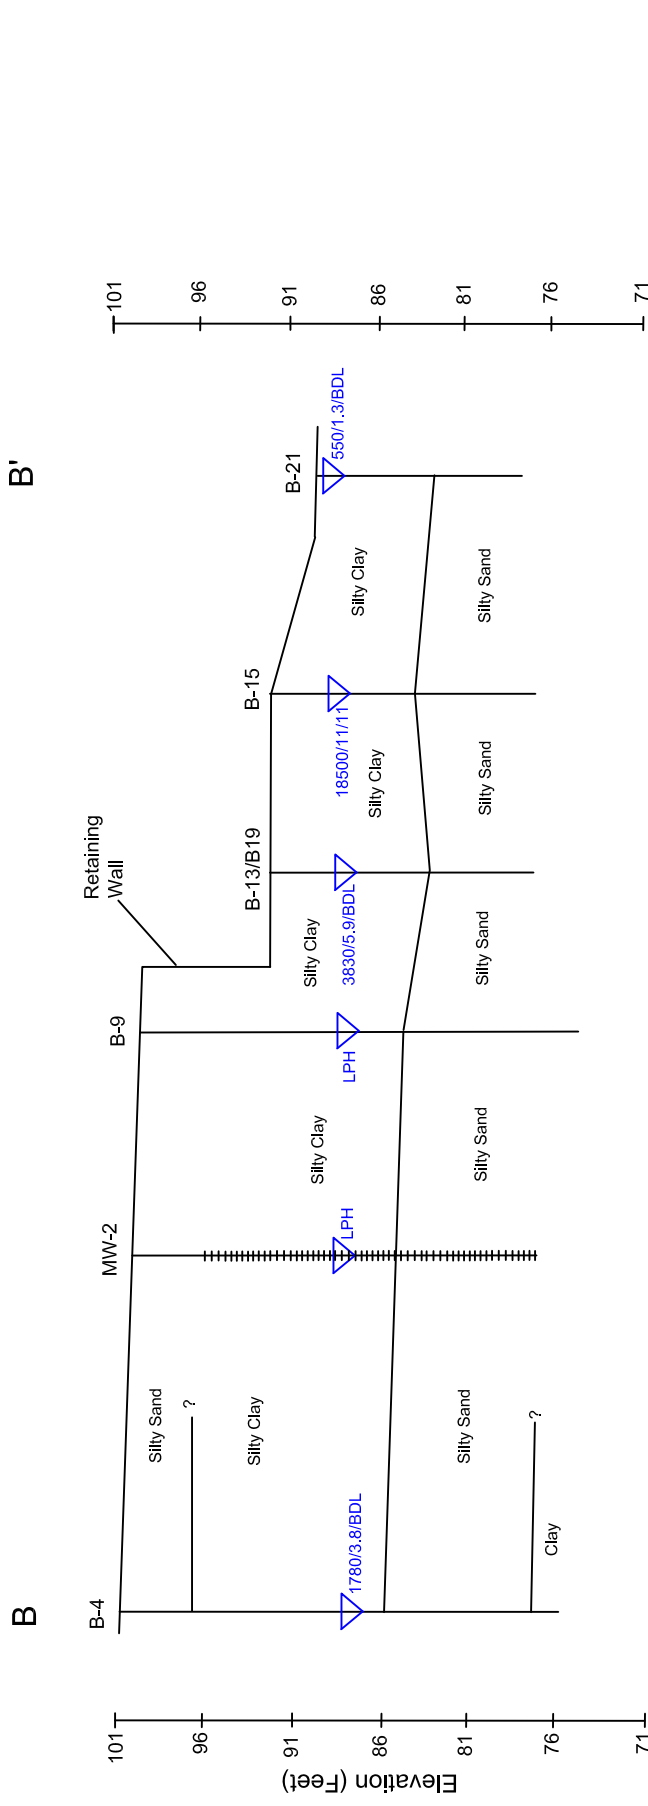 B
B'
B-4
MW-2
B-9
Retaining
Wall
B-13/B19
B-15
B-21
101
96
91
86
81
76
71
Elevation (Feet)
101
96
91
86
81
76
71
Silty Sand
?
Silty Clay
1780/3.8/BDL
Silty Sand
?
Clay
LPH
Silty Clay
Silty Sand
LPH
Silty Clay
3830/5.9/BDL
Silty Sand
18500/11/11
Silty Clay
Silty Sand
Silty Clay
Silty Sand
550/1.3/BDL